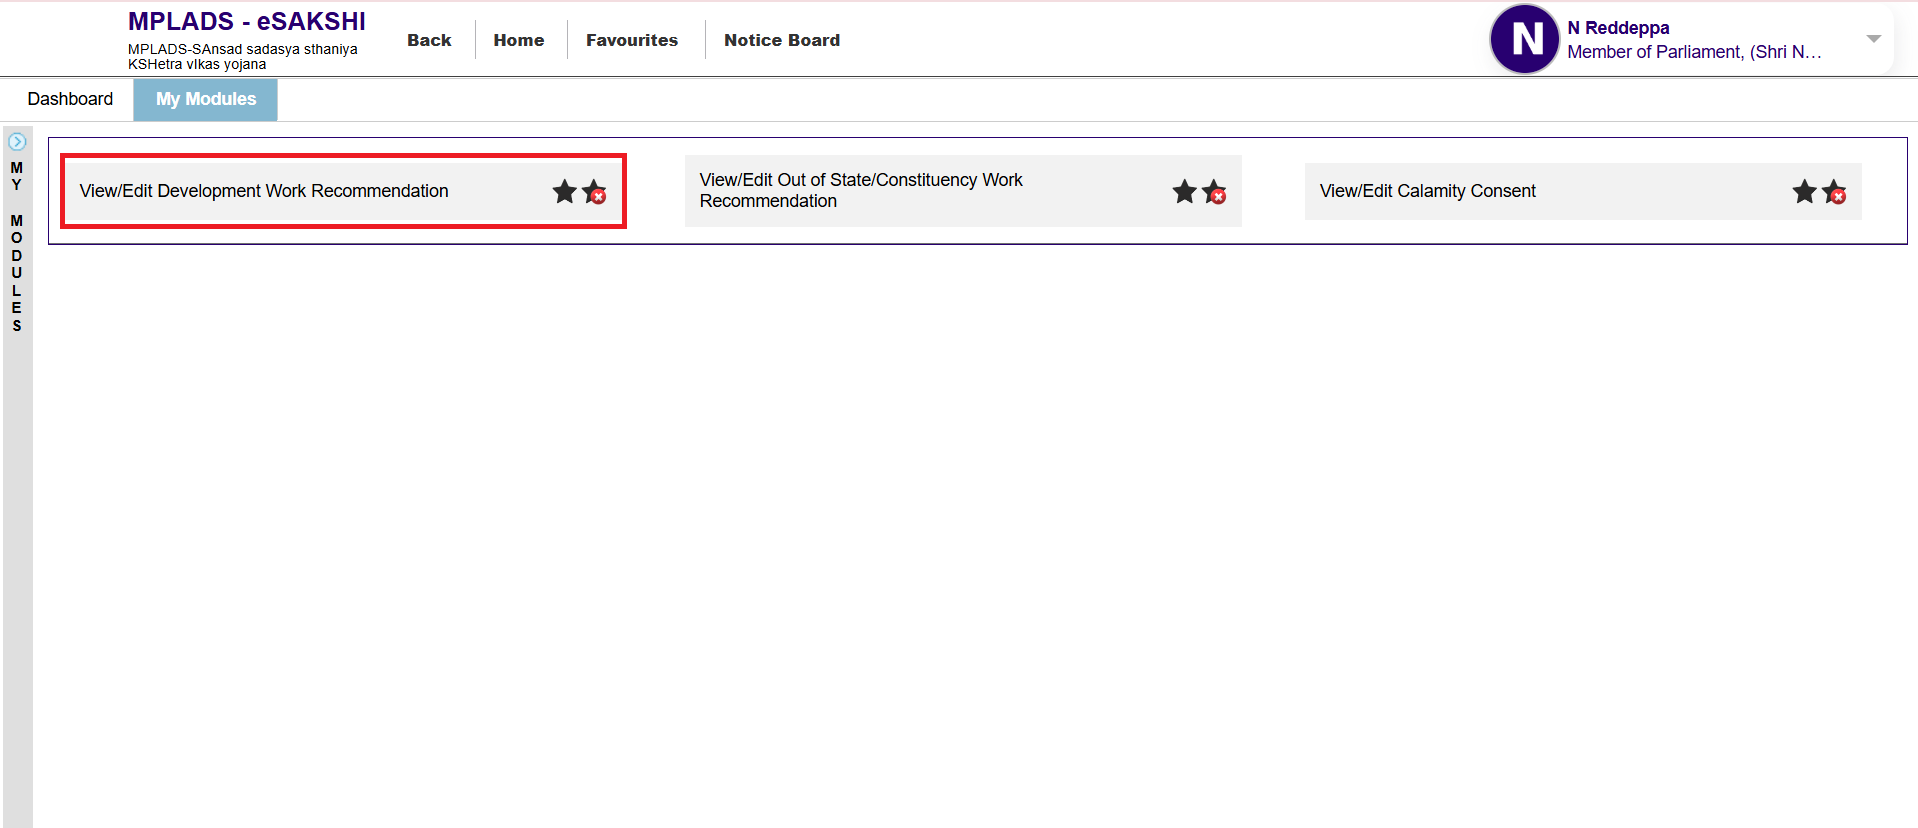 MPLADS - eSAKSHI
MPLADS-SAnsad sadasya sthaniya
KSHetra vIkas yojana
Back
Home
Favourites
Notice Board
N
N Reddeppa
Member of Parliament, (Shri N...
Dashboard
My Modules
MY MODULES
View/Edit Development Work Recommendation
View/Edit Out of State/Constituency Work
Recommendation
View/Edit Calamity Consent